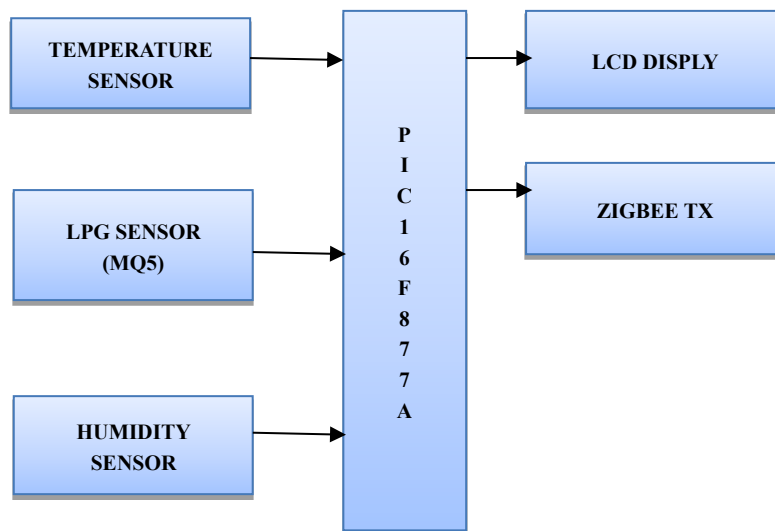 TEMPERATURE
SENSOR
LPG SENSOR
(MQ5)
HUMIDITY
SENSOR
P
I
C
1
6
F
8
7
7
A
LCD DISPLY
ZIGBEE TX